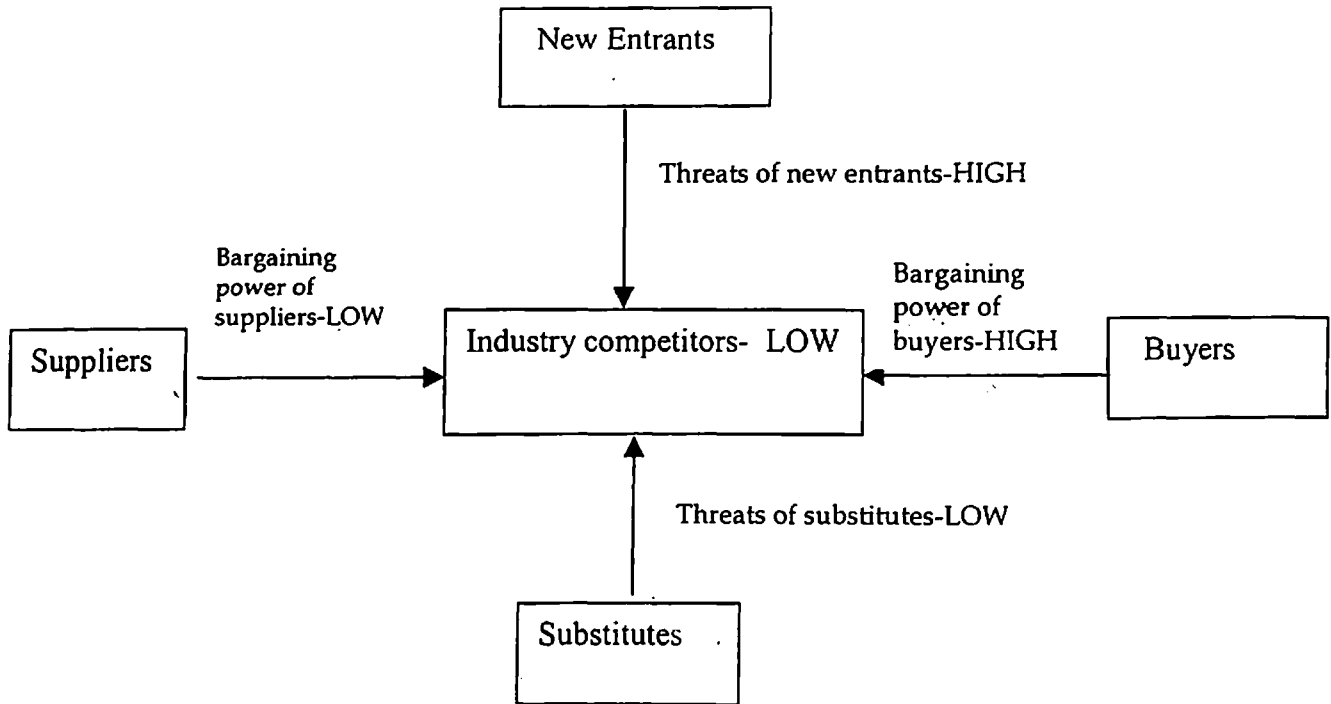 New Entrants
Threats of new entrants-HIGH
Bargaining
power of
suppliers-LOW
Bargaining
power of
buyers-HIGH
Suppliers
Industry competitors- LOW
Buyers
Threats of substitutes-LOW
Substitutes